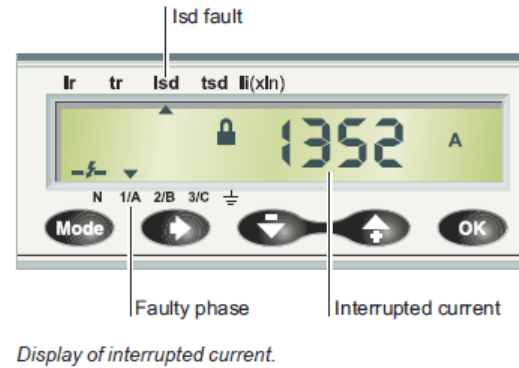 Isd fault
Ir tr Isd tsd Ii(xIn)
1352 A
N 1/A 2/B 3/C
Mode OK
Faulty phase Interrupted current
Display of interrupted current.